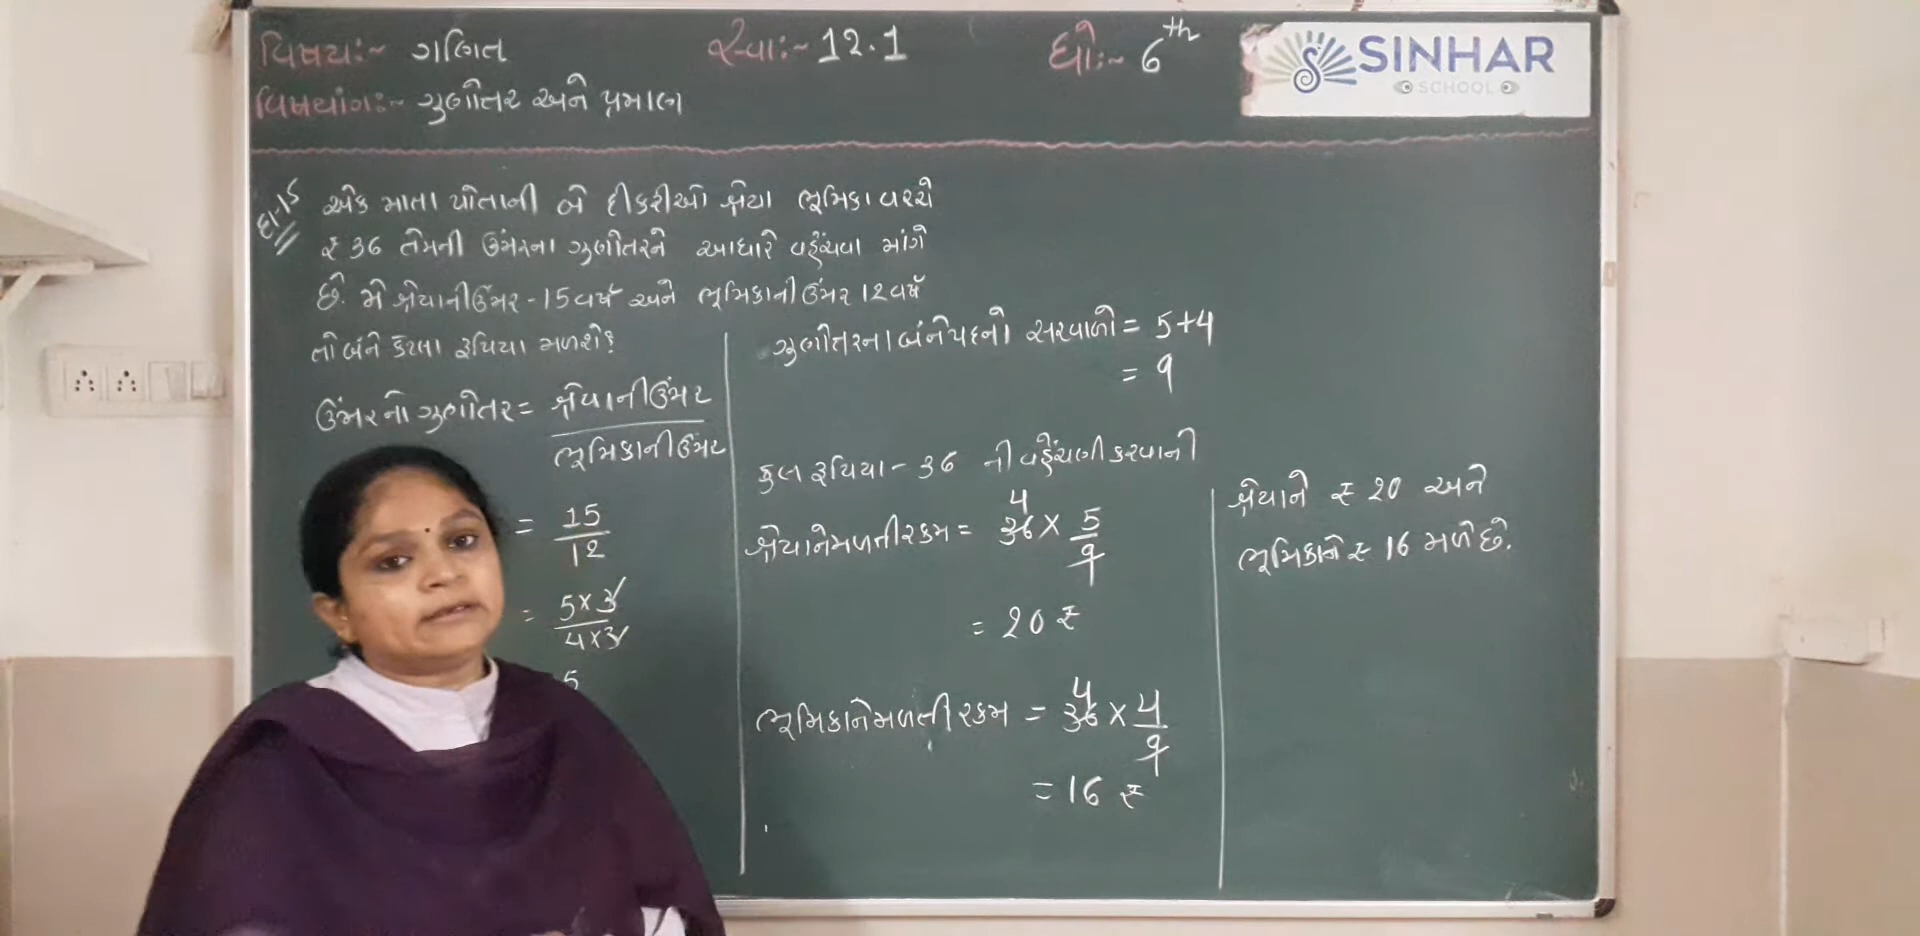 વિષય:~ ગણિત
સ્વા:~ 12.1
ધો:~ 6th
SINHAR
SCHOOL
વિષયાંગ:~ ગુણોત્તર અને પ્રમાણ
દા-15
એક માતા પોતાની બે દીકરીઓ શ્રેયા ભૂમિકા વચ્ચે
₹ 36 તેમની ઉંમરના ગુણોતરને આધારે વહેંચવા માંગે
છે. જો શ્રેયાની ઉંમર - 15 વર્ષ અને ભૂમિકાની ઉંમર 12 વર્ષ
તો બંને કેટલા રૂપિયા મળશે?
ઉંમરનો ગુણોતર = શ્રેયાની ઉંમર
ભૂમિકાની ઉંમર
= 15
12
= 5 × 3
4 × 3
5
ગુણોતરના બંને પદનો સરવાળો = 5+4
= 9
કુલ રૂપિયા - 36 ની વહેંચણી કરવાની
4
શ્રેયાને મળતી રકમ = 36 × 5
9
= 20 ₹
4
ભૂમિકાને મળતી રકમ = 36 × 4
9
= 16 ₹
શ્રેયાને ₹ 20 અને
ભૂમિકાને ₹ 16 મળે છે.